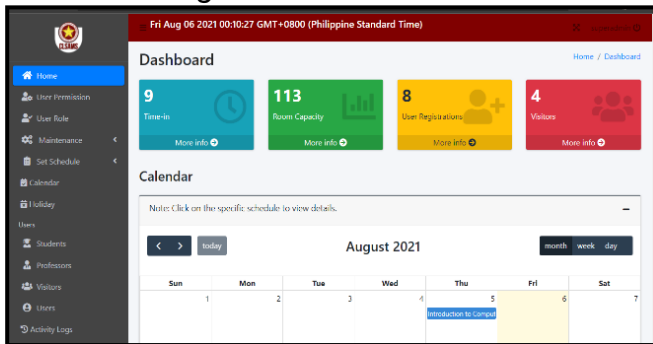 Fri Aug 06 2021 00:10:27 GMT+0800 (Philippine Standard Time)
CLSAMS
Home
User Permission
User Role
Maintenance
Set Schedule
Calendar
Holiday
Users
Students
Professors
Visitors
Users
Activity Logs
Dashboard
Home / Dashboard
9
Time-in
More info
113
Room Capacity
More info
8
User Registrations
More info
4
Visitors
More info
Calendar
Note: Click on the specific schedule to view details.
< > today
August 2021
month week day
Sun Mon Tue Wed Thu Fri Sat
1 2 3 4 5 6 7
Introduction to Comput